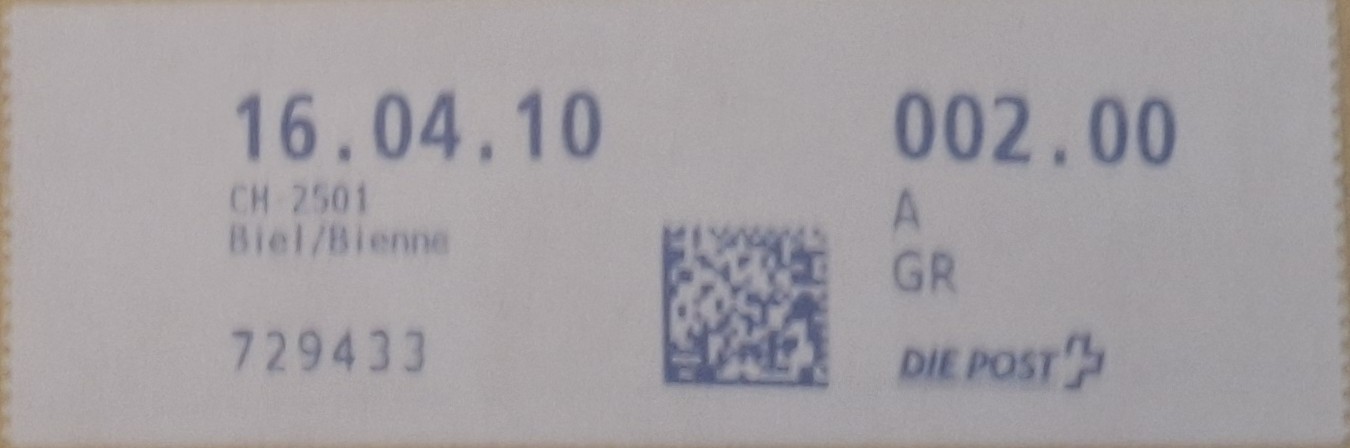 16.04.10
CH 2501
Biel/Bienne
729433
002.00
A
GR
DIE POST